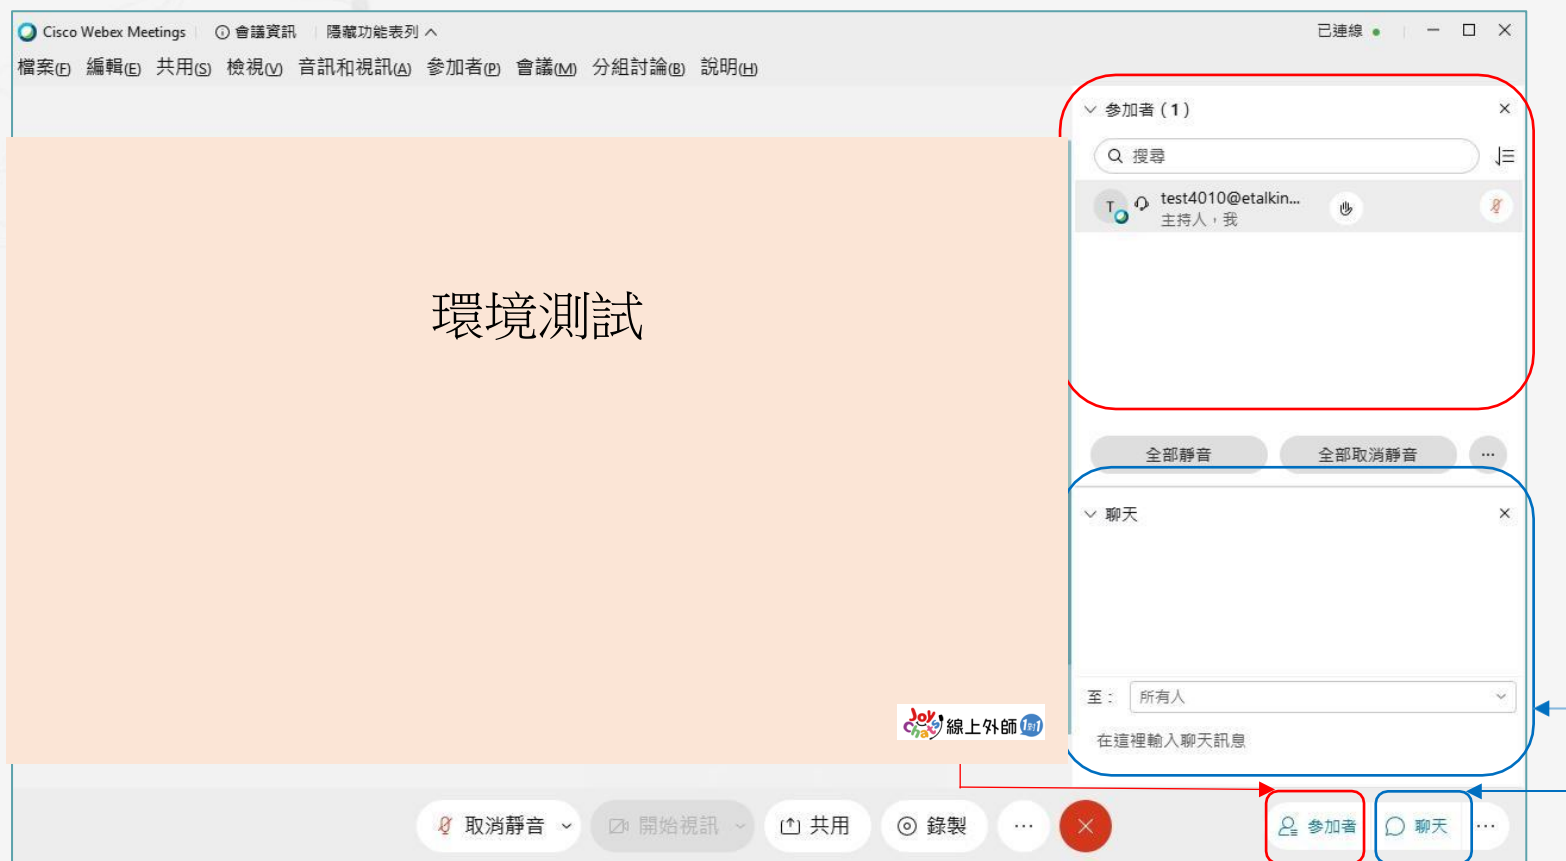 Cisco Webex Meetings 會議資訊 隱藏功能表列 已連線
檔案(F) 編輯(E) 共用(S) 檢視(V) 音訊和視訊(A) 參加者(P) 會議(M) 分組討論(B) 說明(H)
參加者 (1)
搜尋
T test4010@etalkin...
主持人，我
環境測試
全部靜音 全部取消靜音 ...
聊天
至： 所有人
在這裡輸入聊天訊息
Joy Chat 線上外師 1對1
取消靜音 開始視訊 共用 錄製 ... 參加者 聊天 ...